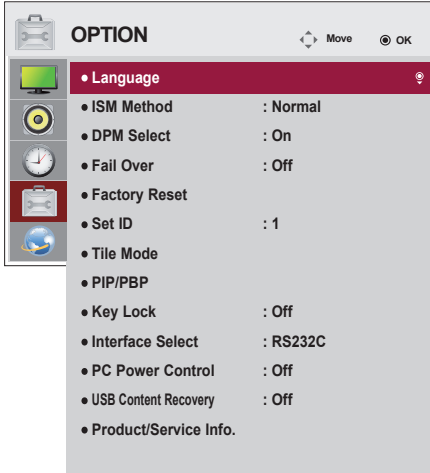 OPTION Move OK
● Language
● ISM Method : Normal
● DPM Select : On
● Fail Over : Off
● Factory Reset
● Set ID : 1
● Tile Mode
● PIP/PBP
● Key Lock : Off
● Interface Select : RS232C
● PC Power Control : Off
● USB Content Recovery : Off
● Product/Service Info.